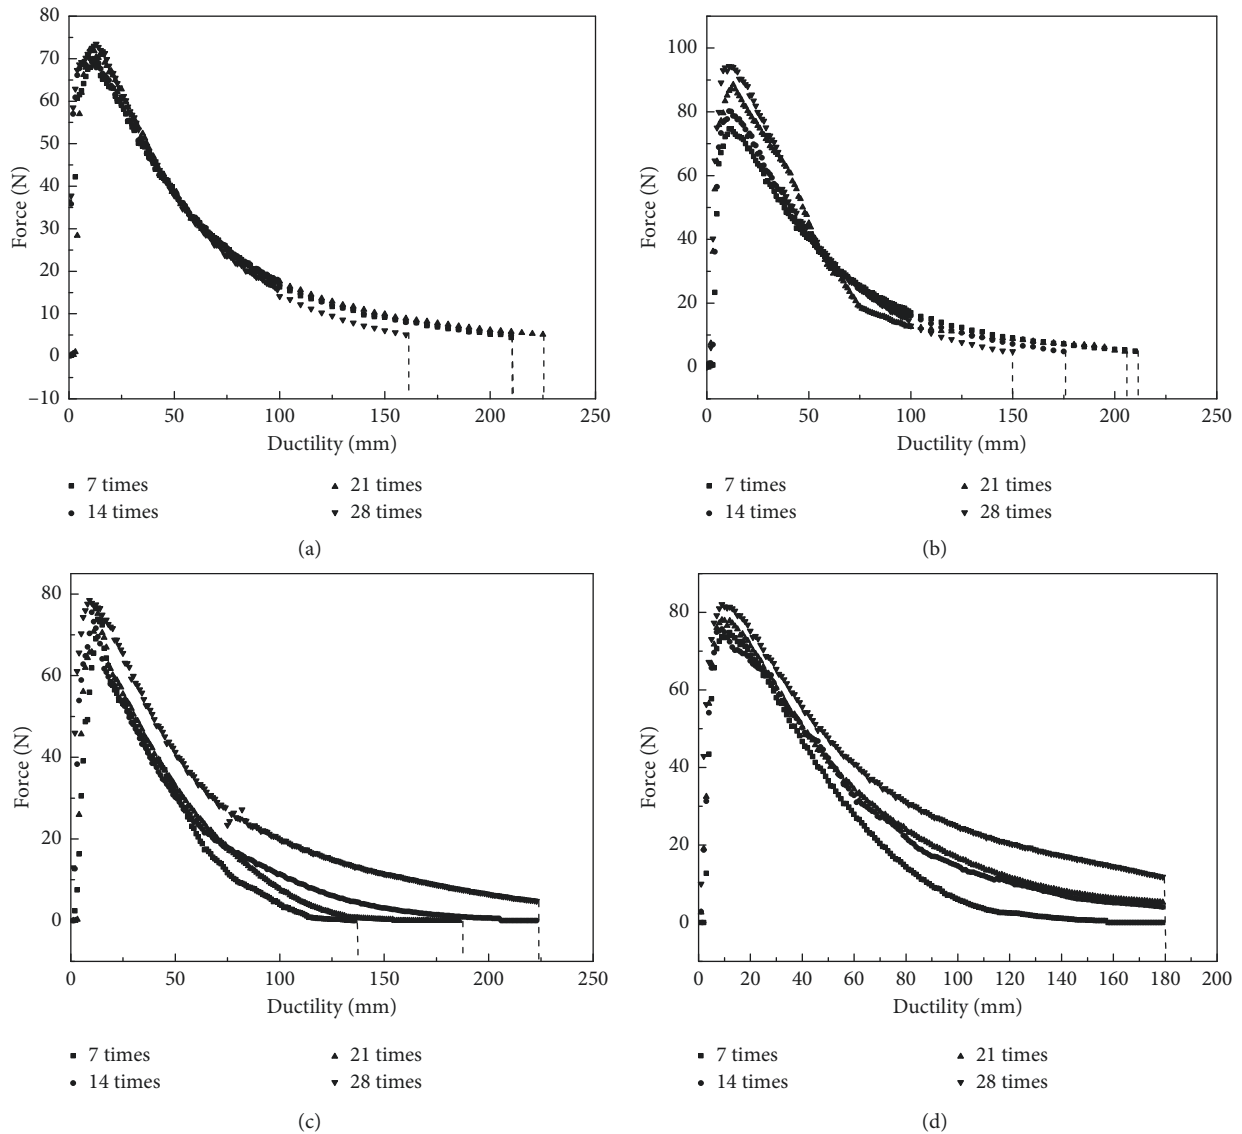 80
70
60
50
40
30
20
10
0
–10
0 50 100 150 200 250
Force (N)
Ductility (mm)
7 times
14 times
21 times
28 times
(a)
100
80
60
40
20
0
0 50 100 150 200 250
Force (N)
Ductility (mm)
7 times
14 times
21 times
28 times
(b)
80
60
40
20
0
0 50 100 150 200 250
Force (N)
Ductility (mm)
7 times
14 times
21 times
28 times
(c)
80
60
40
20
0
0 20 40 60 80 100 120 140 160 180 200
Force (N)
Ductility (mm)
7 times
14 times
21 times
28 times
(d)